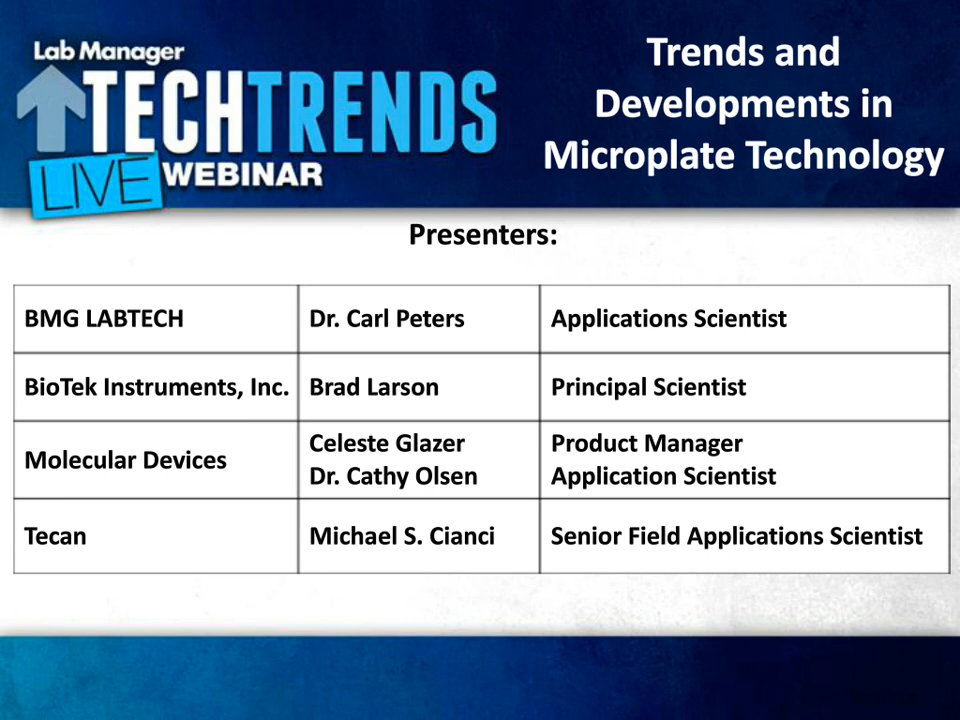 Lab Manager
TECHTRENDS
LIVE WEBINAR
Trends and
Developments in
Microplate Technology
Presenters:
BMG LABTECH Dr. Carl Peters Applications Scientist
BioTek Instruments, Inc. Brad Larson Principal Scientist
Molecular Devices
Celeste Glazer Product Manager
Dr. Cathy Olsen Application Scientist
Tecan Michael S. Cianci Senior Field Applications Scientist